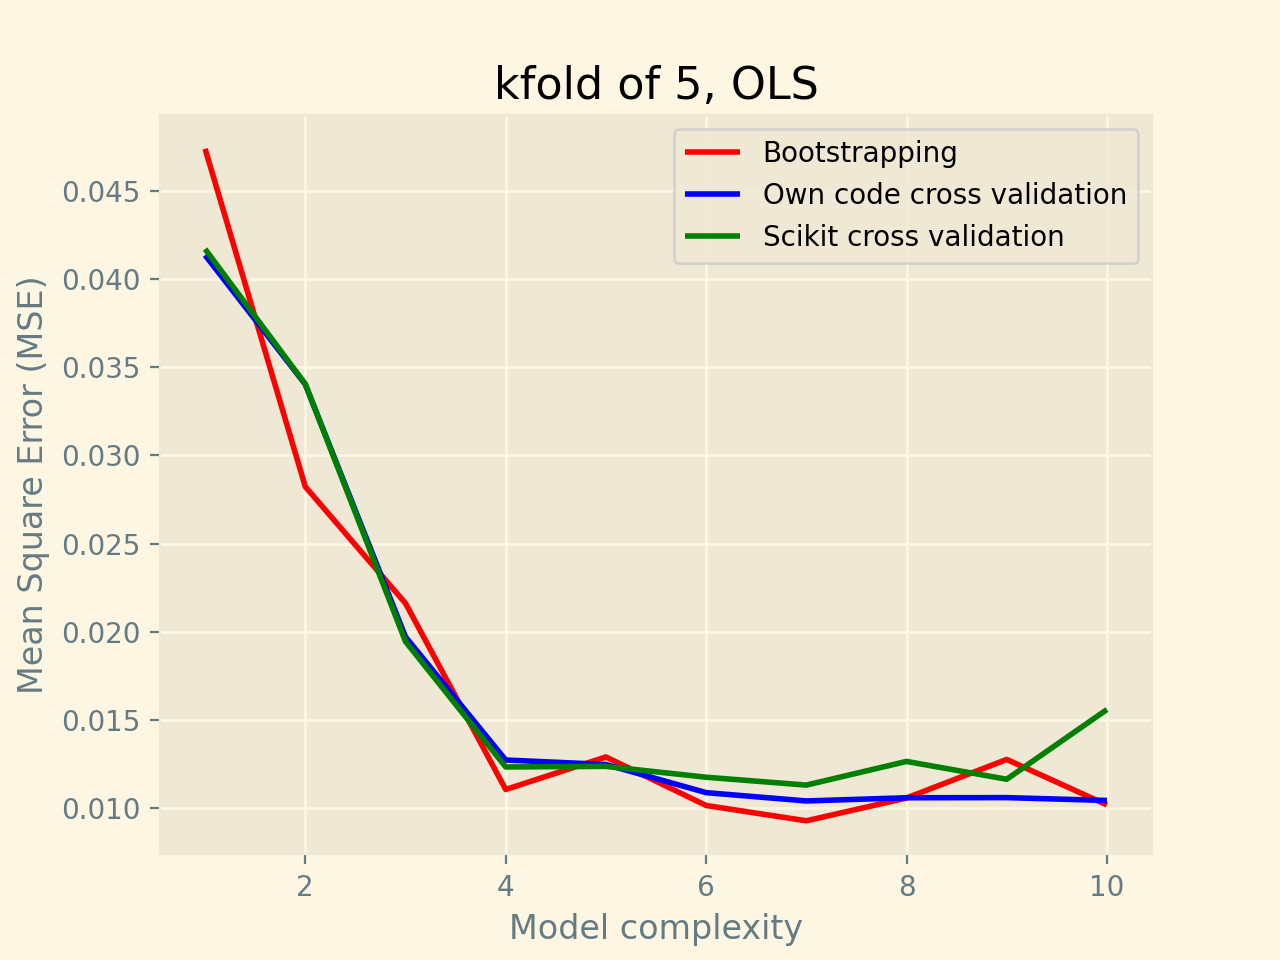 kfold of 5, OLS
Bootstrapping
Own code cross validation
Scikit cross validation
Mean Square Error (MSE)
0.045
0.040
0.035
0.030
0.025
0.020
0.015
0.010
2 4 6 8 10
Model complexity